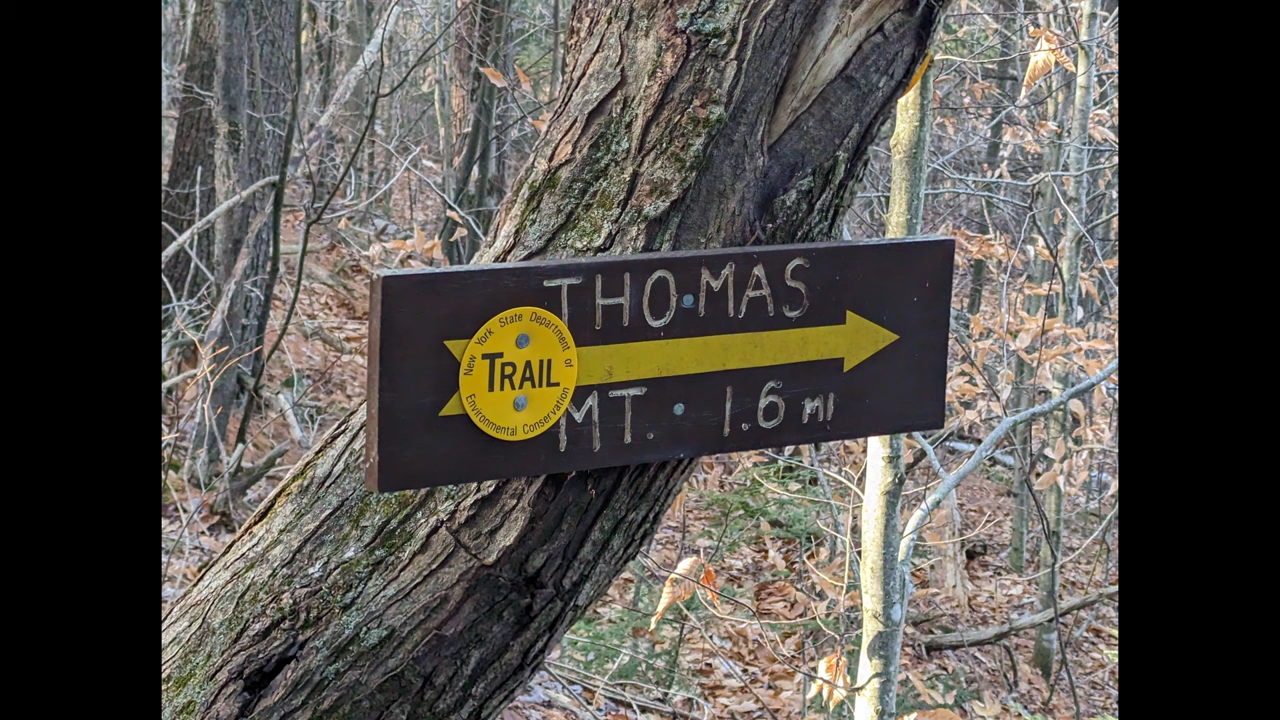 THOMAS
New York State Department of
TRAIL
Environmental Conservation
MT. 1.6 MI